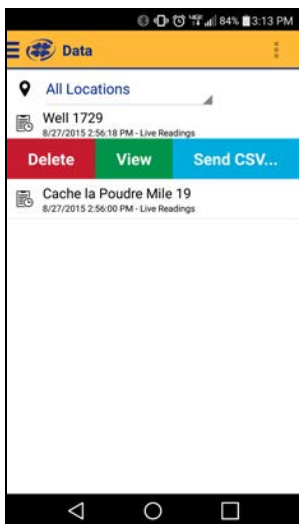 84% 3:13 PM
Data
All Locations
Well 1729
8/27/2015 2:56:18 PM - Live Readings
Delete View Send CSV...
Cache la Poudre Mile 19
8/27/2015 2:56:00 PM - Live Readings